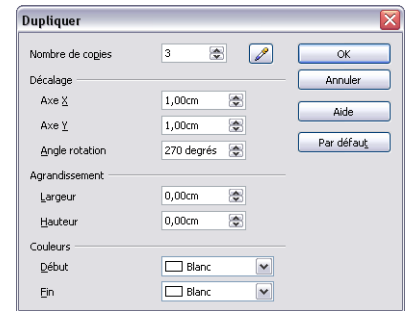 Dupliquer
Nombre de copies 3 OK
Décalage Annuler
Axe X 1,00cm Aide
Axe Y 1,00cm
Angle rotation 270 degrés Par défaut
Agrandissement
Largeur 0,00cm
Hauteur 0,00cm
Couleurs
Début Blanc
Fin Blanc